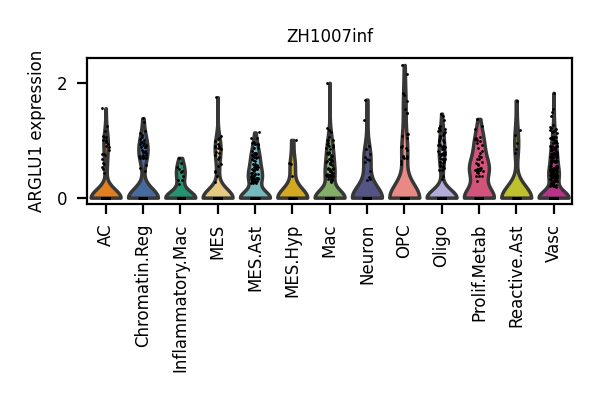 ZH1007inf
ARGLU1 expression
2
0
AC
Chromatin.Reg
Inflammatory.Mac
MES
MES.Ast
MES.Hyp
Mac
Neuron
OPC
Oligo
Prolif.Metab
Reactive.Ast
Vasc